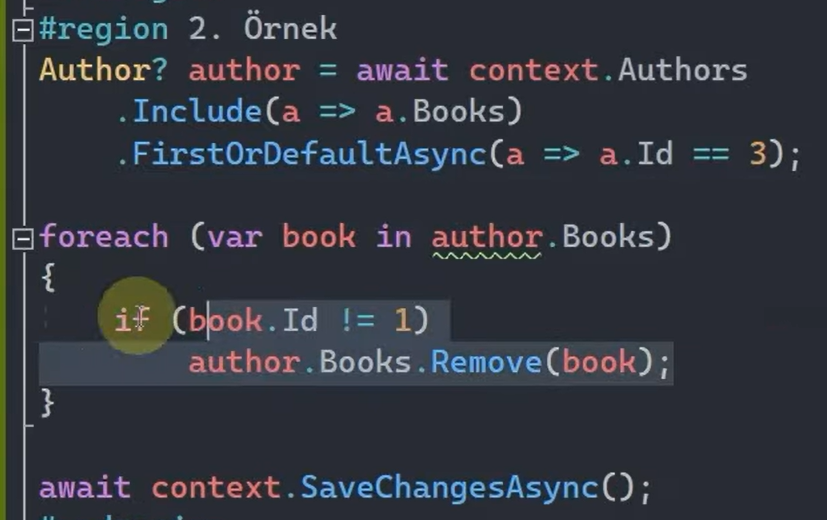 #region 2. Örnek
Author? author = await context.Authors
.Include(a => a.Books)
.FirstOrDefaultAsync(a => a.Id == 3);
foreach (var book in author.Books)
{
if (book.Id != 1)
author.Books.Remove(book);
}
await context.SaveChangesAsync();